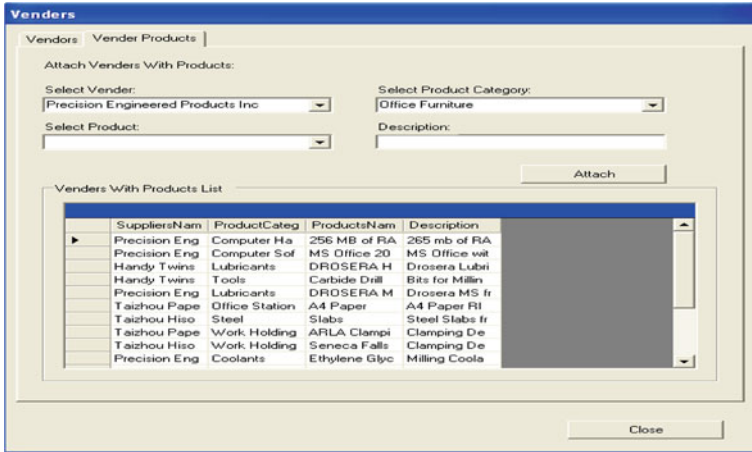 Venders
Vendors Vender Products
Attach Venders With Products:
Select Vender: Select Product Category:
Precision Engineered Products Inc Office Furniture
Select Product: Description:
Attach
Venders With Products List
SuppliersNam ProductCateg ProductsNam Description
Precision Eng Computer Ha 256 MB of RA 265 mb of RA
Precision Eng Computer Sof MS Office 20 MS Office wit
Handy Twins Lubricants DROSERA H Drosera Lubri
Handy Twins Tools Carbide Drill Bits for Millin
Precision Eng Lubricants DROSERA M Drosera MS fr
Taizhou Pape Office Station A4 Paper A4 Paper RI
Taizhou Hiso Steel Slabs Steel Slabs fr
Taizhou Pape Work Holding ARLA Clampi Clamping De
Taizhou Hiso Work Holding Seneca Falls Clamping De
Precision Eng Coolants Ethylene Glyc Milling Coola
Close